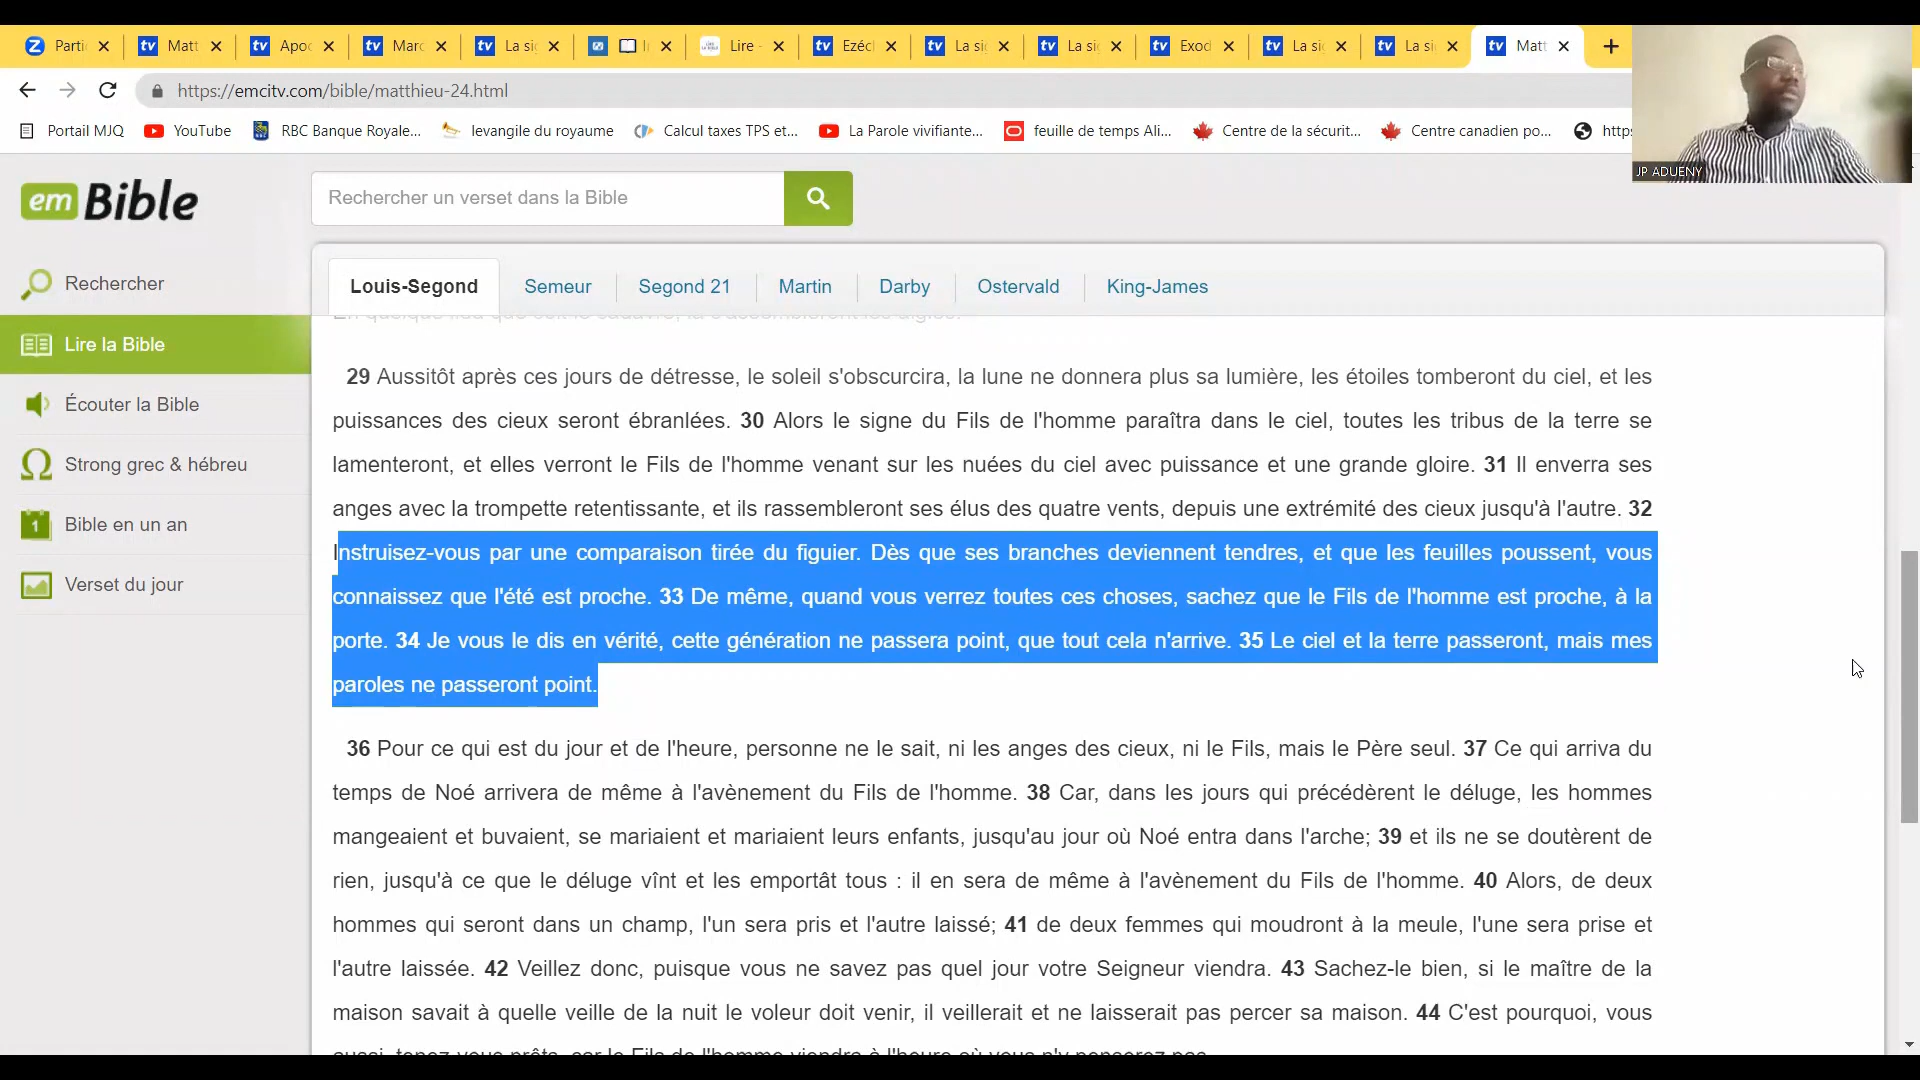 Parti
Matt
Apoc
Marc
La si
Lire -
Ezéc
La si
La si
Exod
La si
La si
Matt
https://emcitv.com/bible/matthieu-24.html
Portail MJQ
YouTube
RBC Banque Royale...
levangile du royaume
Calcul taxes TPS et...
La Parole vivifiante...
feuille de temps Ali...
Centre de la sécurit...
Centre canadien po...
https
JP ADUENY
em Bible
Rechercher un verset dans la Bible
Rechercher
Lire la Bible
Écouter la Bible
Strong grec & hébreu
Bible en un an
Verset du jour
Louis-Segond
Semeur
Segond 21
Martin
Darby
Ostervald
King-James
29 Aussitôt après ces jours de détresse, le soleil s'obscurcira, la lune ne donnera plus sa lumière, les étoiles tomberont du ciel, et les
puissances des cieux seront ébranlées. 30 Alors le signe du Fils de l'homme paraîtra dans le ciel, toutes les tribus de la terre se
lamenteront, et elles verront le Fils de l'homme venant sur les nuées du ciel avec puissance et une grande gloire. 31 Il enverra ses
anges avec la trompette retentissante, et ils rassembleront ses élus des quatre vents, depuis une extrémité des cieux jusqu'à l'autre. 32
Instruisez-vous par une comparaison tirée du figuier. Dès que ses branches deviennent tendres, et que les feuilles poussent, vous
connaissez que l'été est proche. 33 De même, quand vous verrez toutes ces choses, sachez que le Fils de l'homme est proche, à la
porte. 34 Je vous le dis en vérité, cette génération ne passera point, que tout cela n'arrive. 35 Le ciel et la terre passeront, mais mes
paroles ne passeront point.
36 Pour ce qui est du jour et de l'heure, personne ne le sait, ni les anges des cieux, ni le Fils, mais le Père seul. 37 Ce qui arriva du
temps de Noé arrivera de même à l'avènement du Fils de l'homme. 38 Car, dans les jours qui précédèrent le déluge, les hommes
mangeaient et buvaient, se mariaient et mariaient leurs enfants, jusqu'au jour où Noé entra dans l'arche; 39 et ils ne se doutèrent de
rien, jusqu'à ce que le déluge vînt et les emportât tous : il en sera de même à l'avènement du Fils de l'homme. 40 Alors, de deux
hommes qui seront dans un champ, l'un sera pris et l'autre laissé; 41 de deux femmes qui moudront à la meule, l'une sera prise et
l'autre laissée. 42 Veillez donc, puisque vous ne savez pas quel jour votre Seigneur viendra. 43 Sachez-le bien, si le maître de la
maison savait à quelle veille de la nuit le voleur doit venir, il veillerait et ne laisserait pas percer sa maison. 44 C'est pourquoi, vous
aussi, tenez-vous prêts, car le Fils de l'homme viendra à l'heure où vous n'y penserez pas.